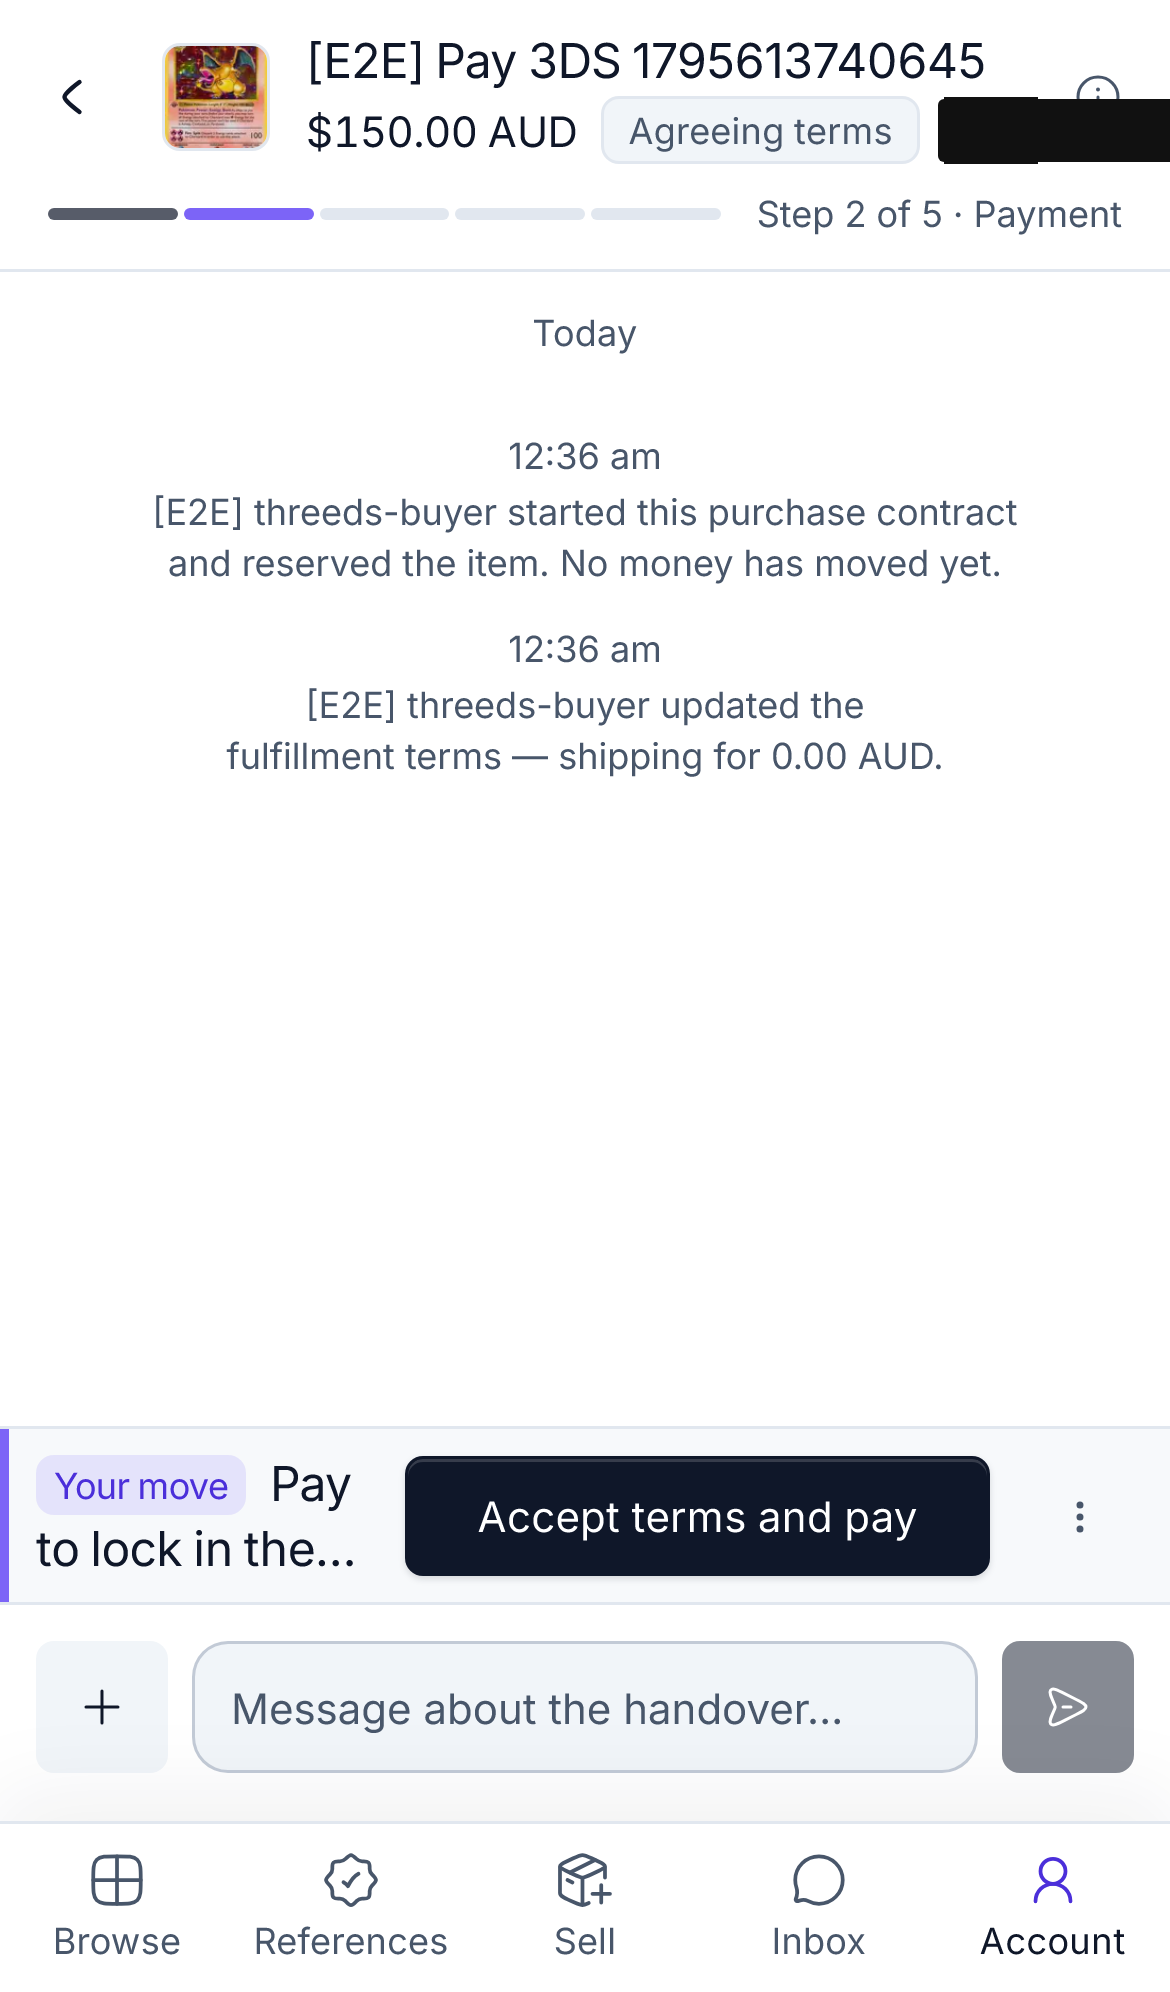 [E2E] Pay 3DS 1795613740645
$150.00 AUD Agreeing terms
Step 2 of 5 · Payment
Today
12:36 am
[E2E] threeds-buyer started this purchase contract
and reserved the item. No money has moved yet.
12:36 am
[E2E] threeds-buyer updated the
fulfillment terms — shipping for 0.00 AUD.
Your move Pay
to lock in the...
Accept terms and pay
Message about the handover...
Browse
References
Sell
Inbox
Account